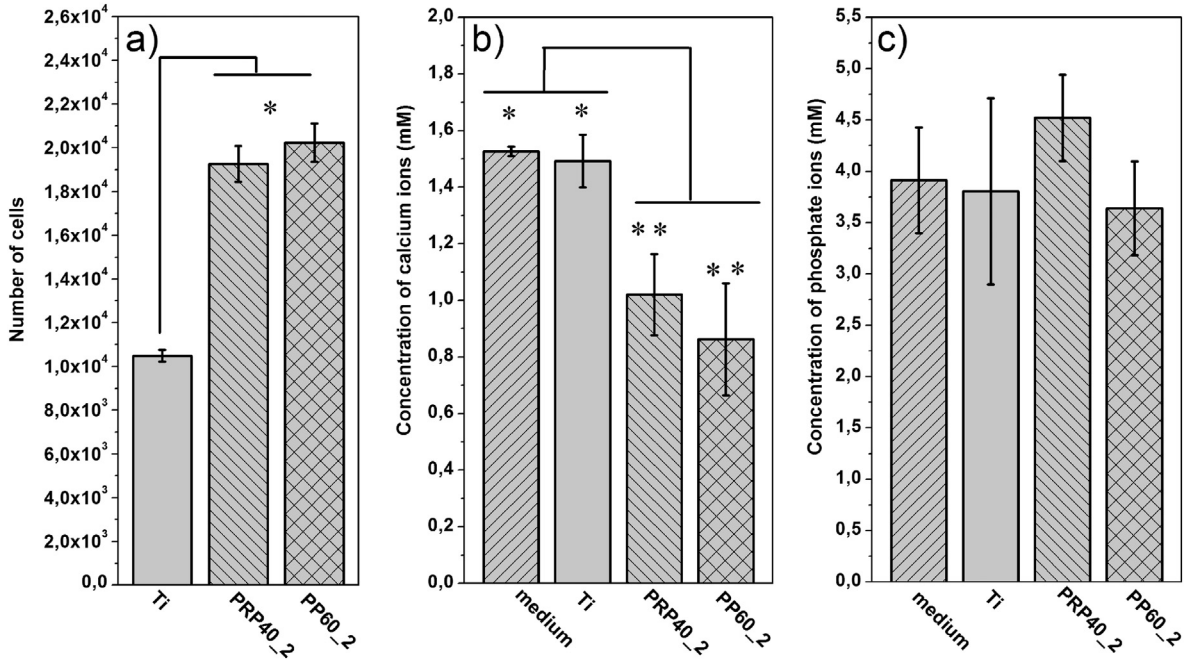 a)
Number of cells
2,6x10⁴
2,4x10⁴
2,2x10⁴
2,0x10⁴
1,8x10⁴
1,6x10⁴
1,4x10⁴
1,2x10⁴
1,0x10⁴
8,0x10³
6,0x10³
4,0x10³
2,0x10³
0,0
*
Ti
PRP40_2
PP60_2
b)
Concentration of calcium ions (mM)
2,0
1,8
1,6
1,4
1,2
1,0
0,8
0,6
0,4
0,2
0,0
* *
* *
* *
medium
Ti
PRP40_2
PP60_2
c)
Concentration of phosphate ions (mM)
5,5
5,0
4,5
4,0
3,5
3,0
2,5
2,0
1,5
1,0
0,5
0,0
medium
Ti
PRP40_2
PP60_2